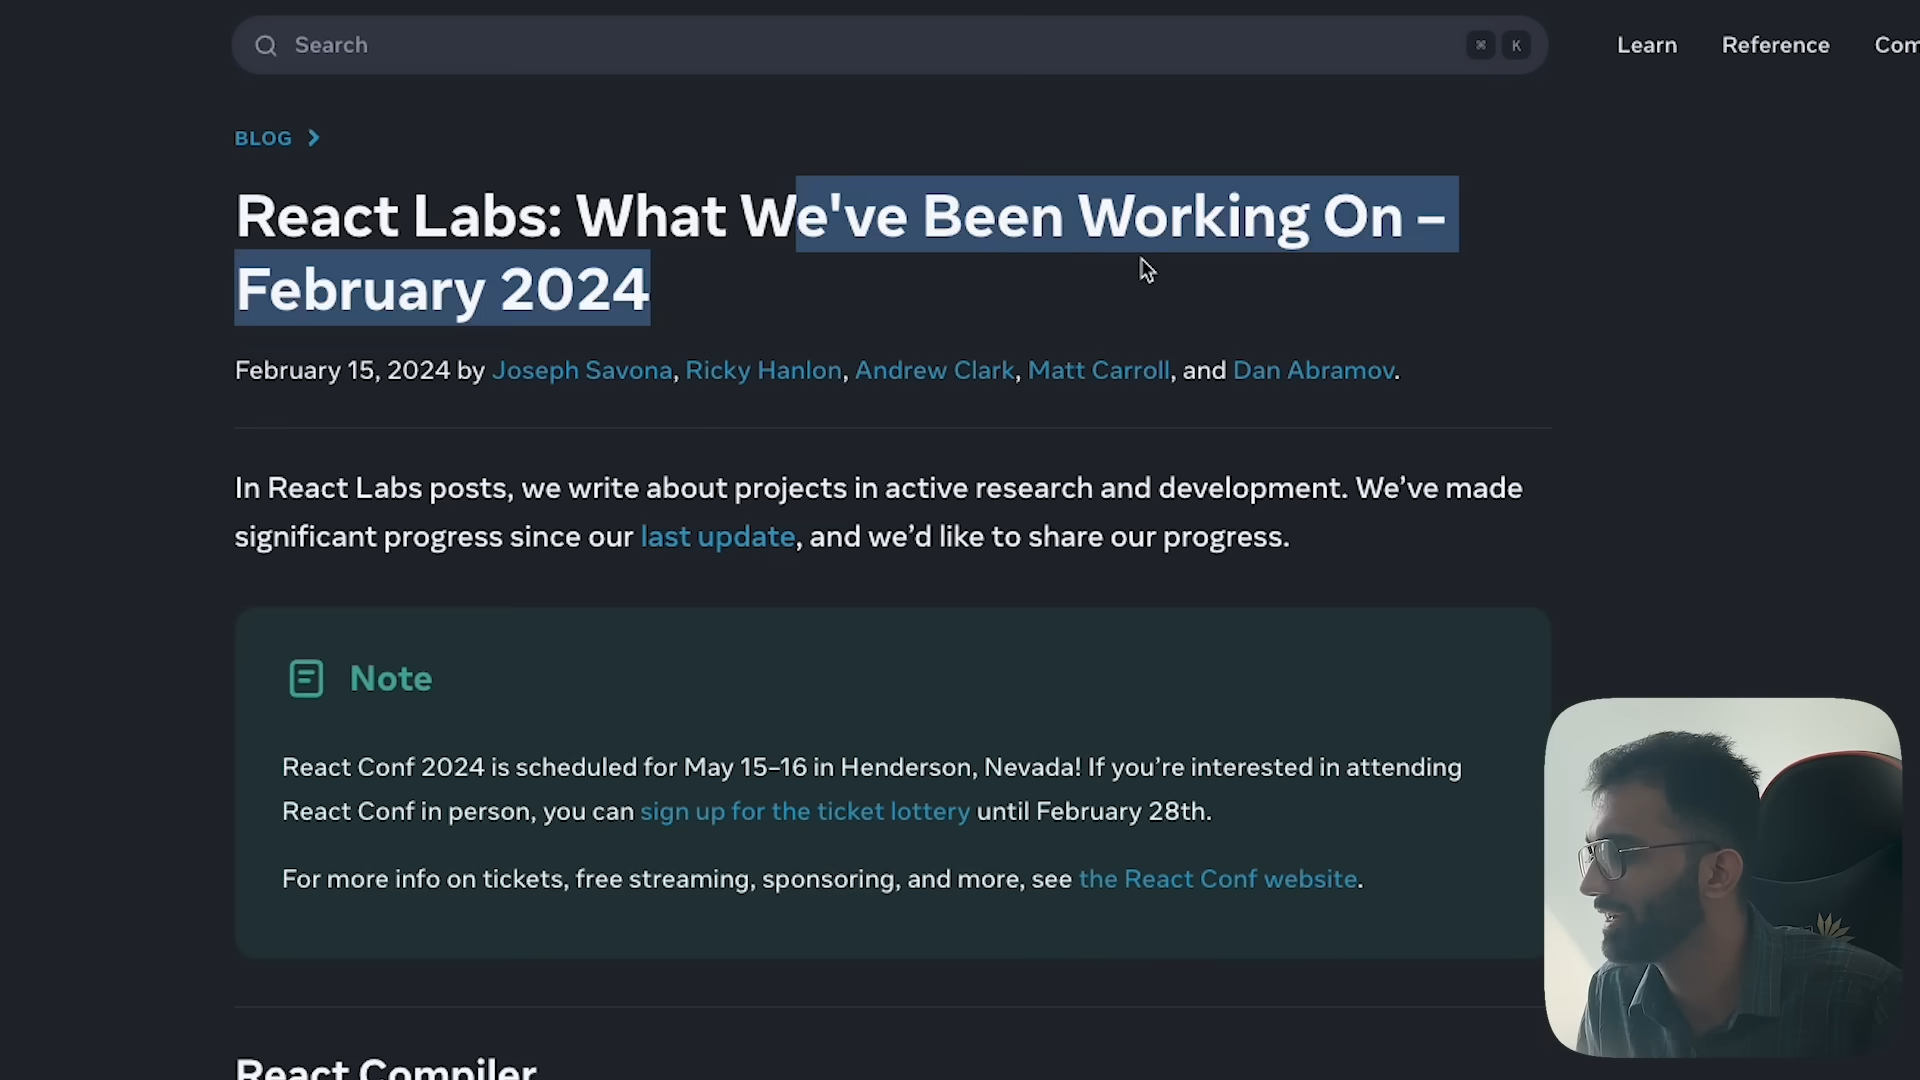 Search
⌘ K
Learn
Reference
Com
BLOG
React Labs: What We've Been Working On –
February 2024
February 15, 2024 by Joseph Savona, Ricky Hanlon, Andrew Clark, Matt Carroll, and Dan Abramov.
In React Labs posts, we write about projects in active research and development. We’ve made
significant progress since our last update, and we’d like to share our progress.
Note
React Conf 2024 is scheduled for May 15–16 in Henderson, Nevada! If you’re interested in attending
React Conf in person, you can sign up for the ticket lottery until February 28th.
For more info on tickets, free streaming, sponsoring, and more, see the React Conf website.
React Compiler